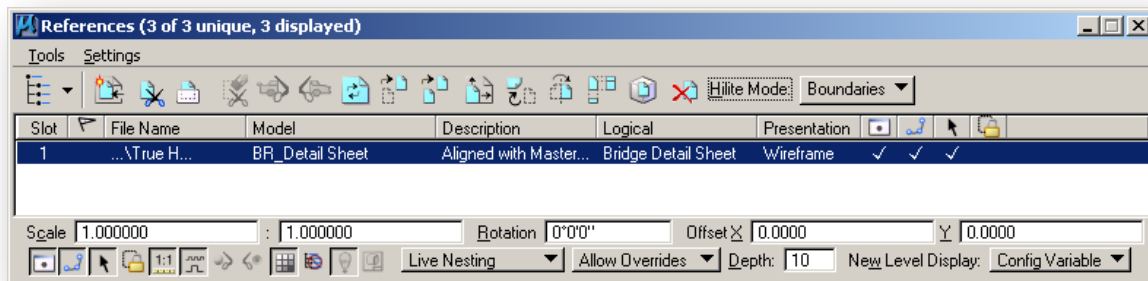 References (3 of 3 unique, 3 displayed)
Tools Settings
Hilite Mode: Boundaries
Slot File Name Model Description Logical Presentation
1 ...\True H... BR_Detail Sheet Aligned with Master... Bridge Detail Sheet Wireframe
Scale 1.000000 : 1.000000 Rotation 0°0'0'' Offset X 0.0000 Y 0.0000
1:1 Live Nesting Allow Overrides Depth: 10 New Level Display: Config Variable